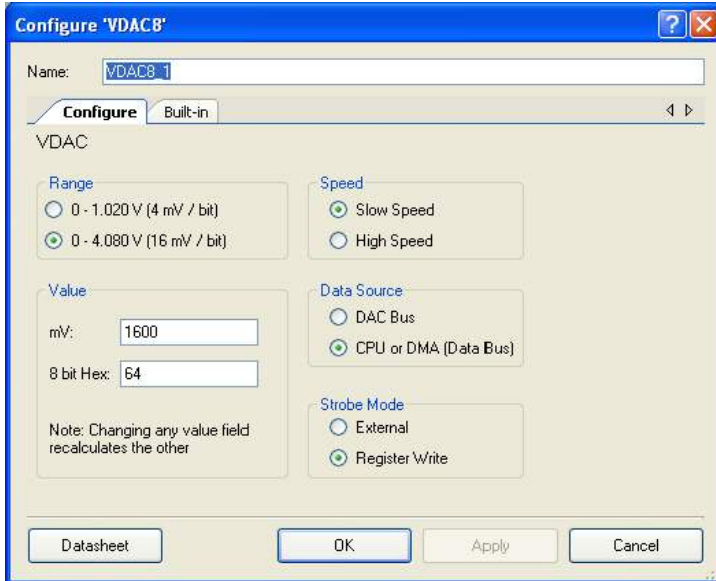 Configure 'VDAC8'
Name: VDAC8_1
Configure Built-in
VDAC
Range
0 - 1.020 V (4 mV / bit)
0 - 4.080 V (16 mV / bit)
Speed
Slow Speed
High Speed
Value
mV: 1600
8 bit Hex: 64
Note: Changing any value field
recalculates the other
Data Source
DAC Bus
CPU or DMA (Data Bus)
Strobe Mode
External
Register Write
Datasheet OK Apply Cancel